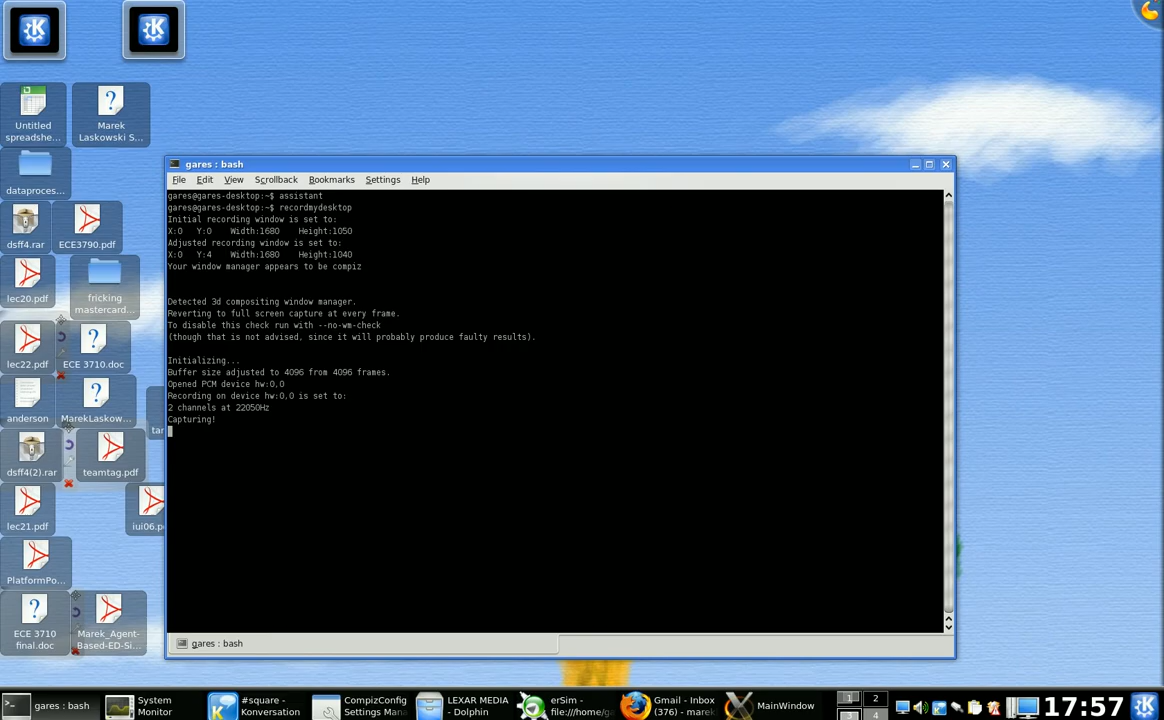 Untitled
spreadshe...
Marek
Laskowski S...
dataproces...
dsff4.rar
ECE3790.pdf
lec20.pdf
fricking
mastercard...
lec22.pdf
ECE 3710.doc
anderson
MarekLaskow...
tar
dsff4(2).rar
teamtag.pdf
lec21.pdf
iui06.p
PlatformPo...
ECE 3710
final.doc
Marek_Agent-
Based-ED-Si...
gares : bash
File Edit View Scrollback Bookmarks Settings Help
gares@gares-desktop:~$ assistant
gares@gares-desktop:~$ recordmydesktop
Initial recording window is set to:
X:0 Y:0 Width:1680 Height:1050
Adjusted recording window is set to:
X:0 Y:4 Width:1680 Height:1040
Your window manager appears to be compiz
Detected 3d compositing window manager.
Reverting to full screen capture at every frame.
To disable this check run with --no-wm-check
(though that is not advised, since it will probably produce faulty results).
Initializing...
Buffer size adjusted to 4096 from 4096 frames.
Opened PCM device hw:0,0
Recording on device hw:0,0 is set to:
2 channels at 22050Hz
Capturing!
gares : bash
gares : bash
System
Monitor
#square -
Konversation
CompizConfig
Settings Mana
LEXAR MEDIA
- Dolphin
erSim -
file:///home/ga
Gmail - Inbox
(376) - marek
MainWindow
1 2
3 4
17:57